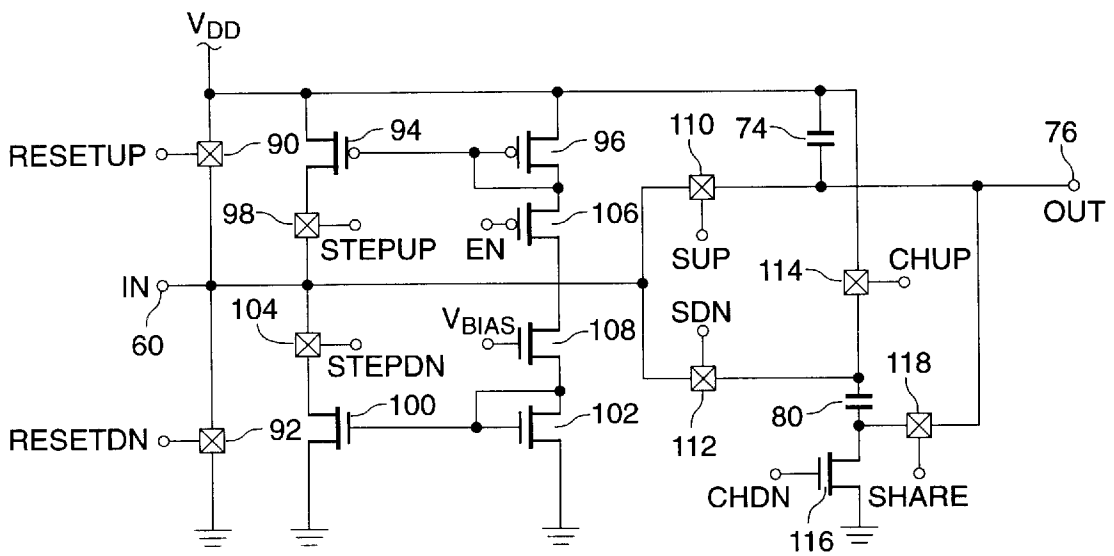 VDD
RESETUP
90
94
96
110
74
76
OUT
98
STEPUP
EN
106
SUP
114
CHUP
IN
60
104
STEPDN
VBIAS
108
SDN
112
80
118
RESETDN
92
100
102
CHDN
SHARE
116